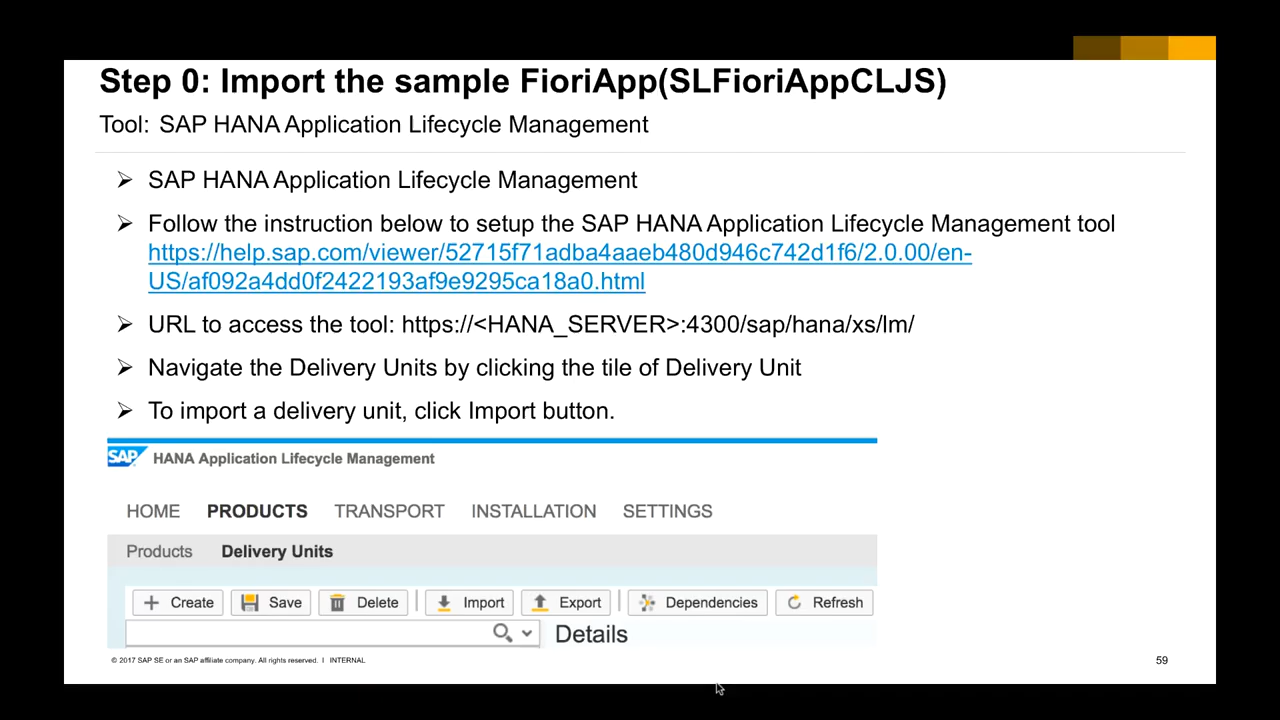 Step 0: Import the sample FioriApp(SLFioriAppCLJS)
Tool: SAP HANA Application Lifecycle Management
SAP HANA Application Lifecycle Management
Follow the instruction below to setup the SAP HANA Application Lifecycle Management tool
https://help.sap.com/viewer/52715f71adba4aaeb480d946c742d1f6/2.0.00/en-
US/af092a4dd0f2422193af9e9295ca18a0.html
URL to access the tool: https://<HANA_SERVER>:4300/sap/hana/xs/lm/
Navigate the Delivery Units by clicking the tile of Delivery Unit
To import a delivery unit, click Import button.
SAP HANA Application Lifecycle Management
HOME PRODUCTS TRANSPORT INSTALLATION SETTINGS
Products Delivery Units
Create Save Delete Import Export Dependencies Refresh
Details
© 2017 SAP SE or an SAP affiliate company. All rights reserved. I INTERNAL 59